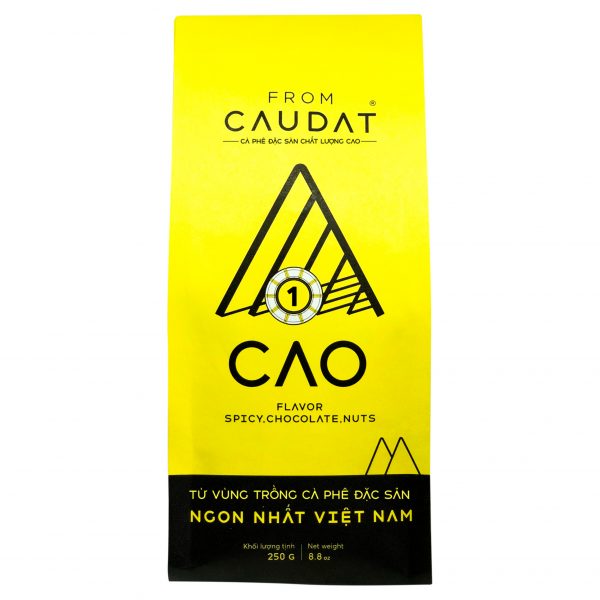 FROM
CAUDAT ®
CÀ PHÊ ĐẶC SẢN CHẤT LƯỢNG CAO
1
CAO
FLAVOR
SPICY,CHOCOLATE,NUTS
TỪ VÙNG TRỒNG CÀ PHÊ ĐẶC SẢN
NGON NHẤT VIỆT NAM
Khối lượng tịnh | Net weight
250 G | 8.8 oz